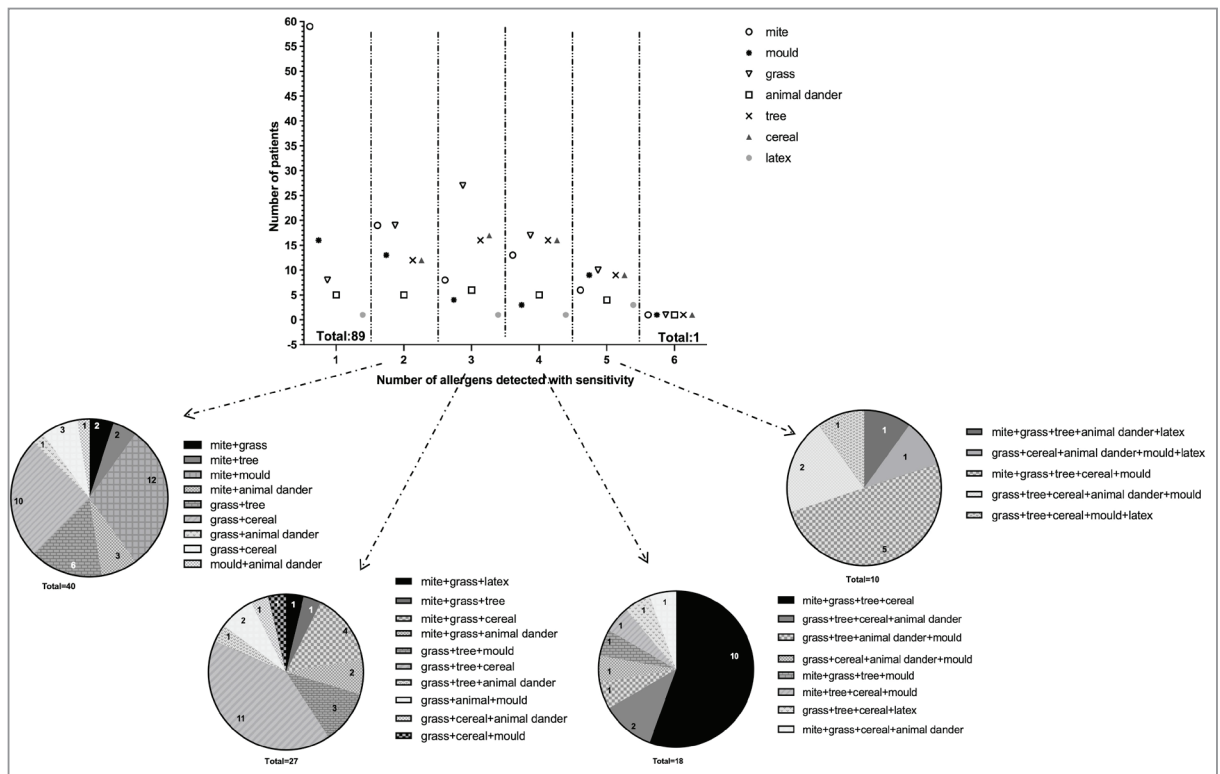 60
55
50
45
40
35
30
25
20
15
10
5
0
-5
Number of patients
mite
mould
grass
animal dander
tree
cereal
latex
Total:89
Total:1
1 2 3 4 5 6
Number of allergens detected with sensitivity
2
2
12
3
6
10
1
3
1
Total=40
mite+grass
mite+tree
mite+mould
mite+animal dander
grass+tree
grass+cereal
grass+animal dander
grass+cereal
mould+animal dander
1
1
4
2
3
11
1
2
1
Total=27
mite+grass+latex
mite+grass+tree
mite+grass+cereal
mite+grass+animal dander
grass+tree+mould
grass+tree+cereal
grass+tree+animal dander
grass+animal+mould
grass+cereal+animal dander
grass+cereal+mould
10
2
1
1
1
1
1
1
Total=18
mite+grass+tree+cereal
grass+tree+cereal+animal dander
grass+tree+animal dander+mould
grass+cereal+animal dander+mould
mite+grass+tree+mould
mite+tree+cereal+mould
grass+tree+cereal+latex
mite+grass+cereal+animal dander
1
1
5
2
1
Total=10
mite+grass+tree+animal dander+latex
grass+cereal+animal dander+mould+latex
mite+grass+tree+cereal+mould
grass+tree+cereal+animal dander+mould
grass+tree+cereal+mould+latex